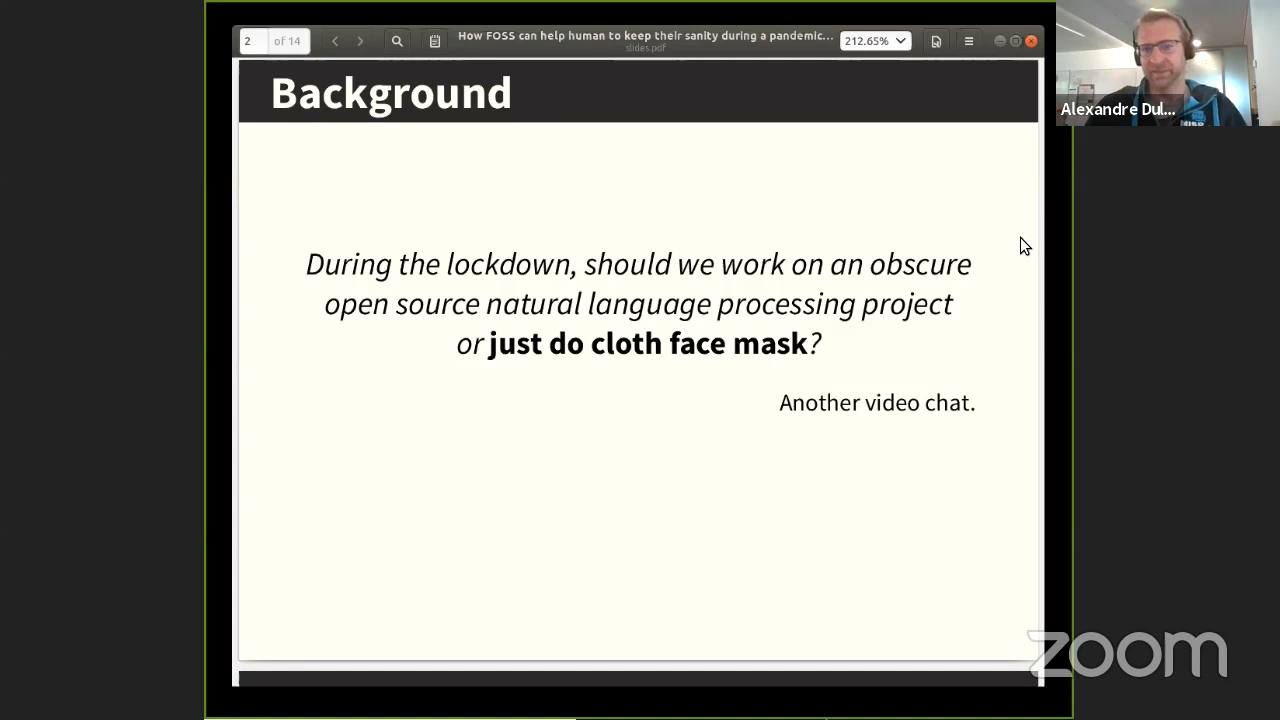 2 of 14
How FOSS can help human to keep their sanity during a pandemic...
slides.pdf
212.65%
Alexandre Dul...
Background
During the lockdown, should we work on an obscure
open source natural language processing project
or just do cloth face mask?
Another video chat.
zoom